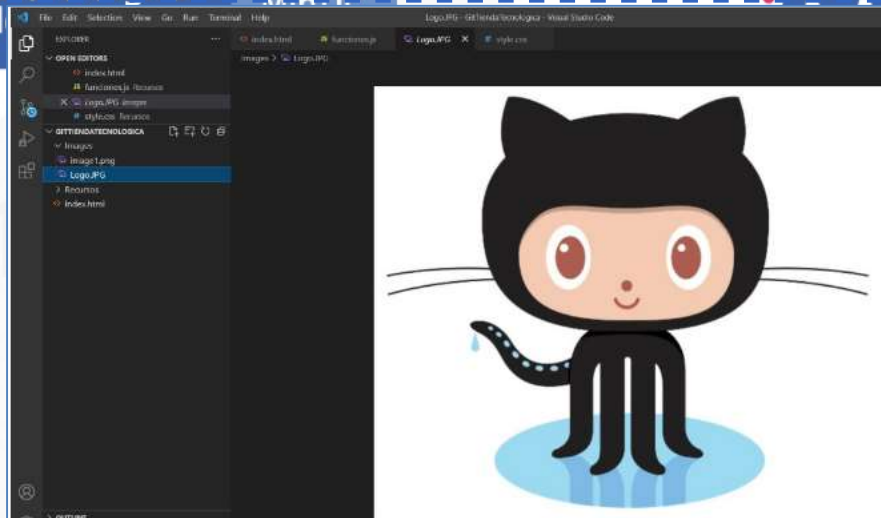 File Edit Selection View Go Run Terminal Help
Logo.JPG - GitTiendaTecnologica - Visual Studio Code
EXPLORER
OPEN EDITORS
index.html
funciones.js Recursos
Logo.JPG Images
style.css Recursos
GITTIENDATECNOLOGICA
Images
image1.png
Logo.JPG
Recursos
index.html
OUTLINE
index.html
funciones.js
Logo.JPG
style.css
Images > Logo.JPG